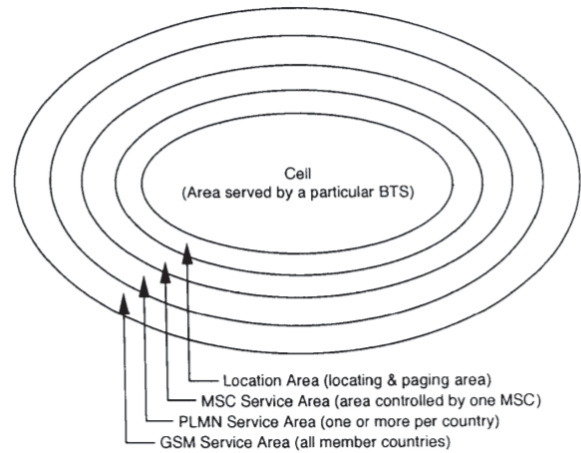 Cell
(Area served by a particular BTS)
Location Area (locating & paging area)
MSC Service Area (area controlled by one MSC)
PLMN Service Area (one or more per country)
GSM Service Area (all member countries)